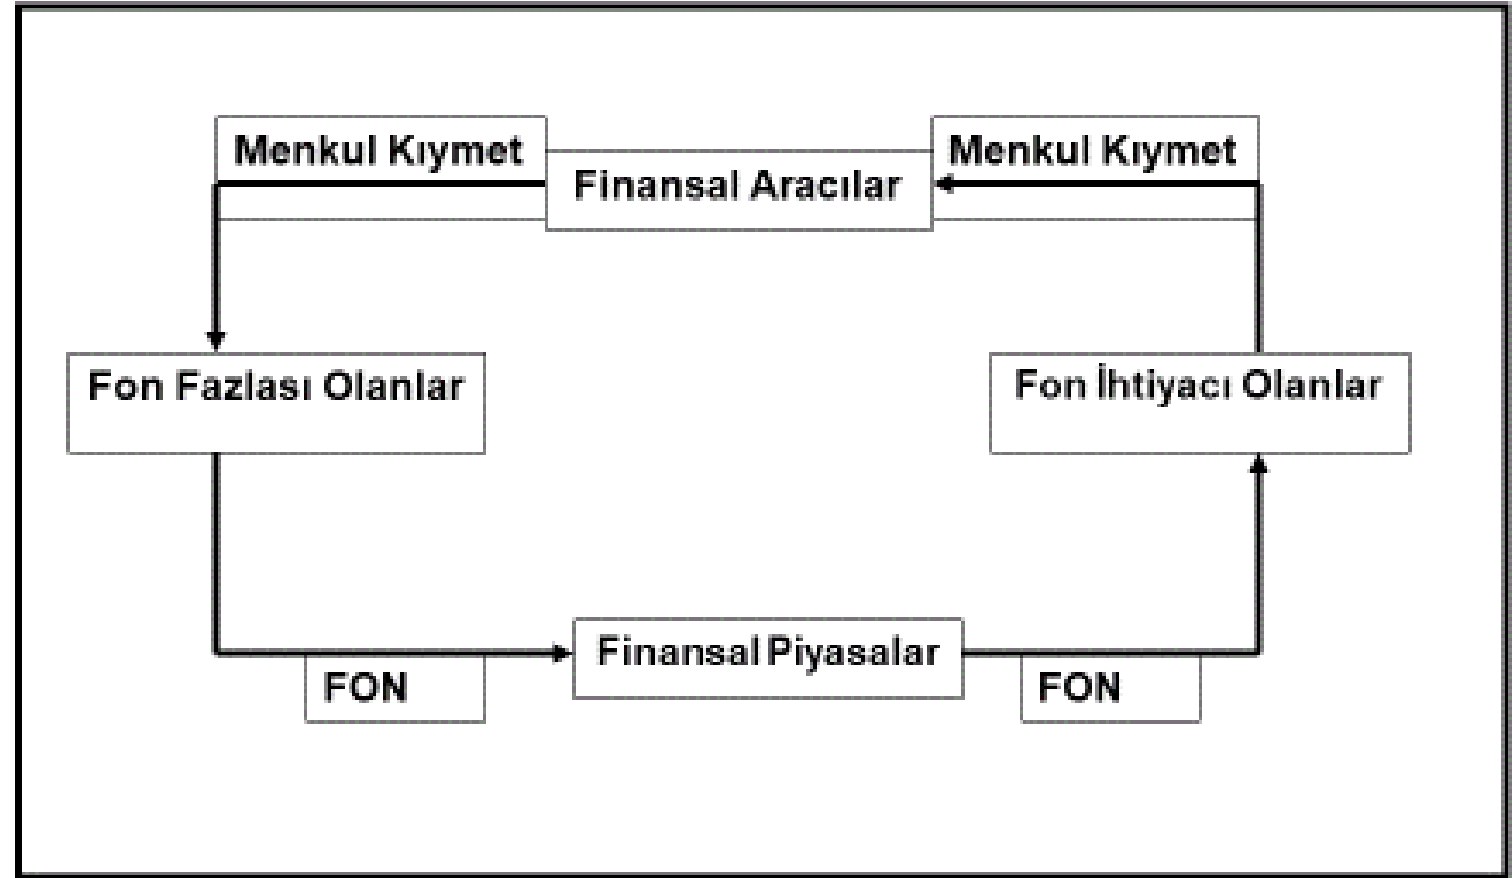 Menkul Kıymet
Menkul Kıymet
Finansal Aracılar
Fon Fazlası Olanlar
Fon İhtiyacı Olanlar
Finansal Piyasalar
FON
FON